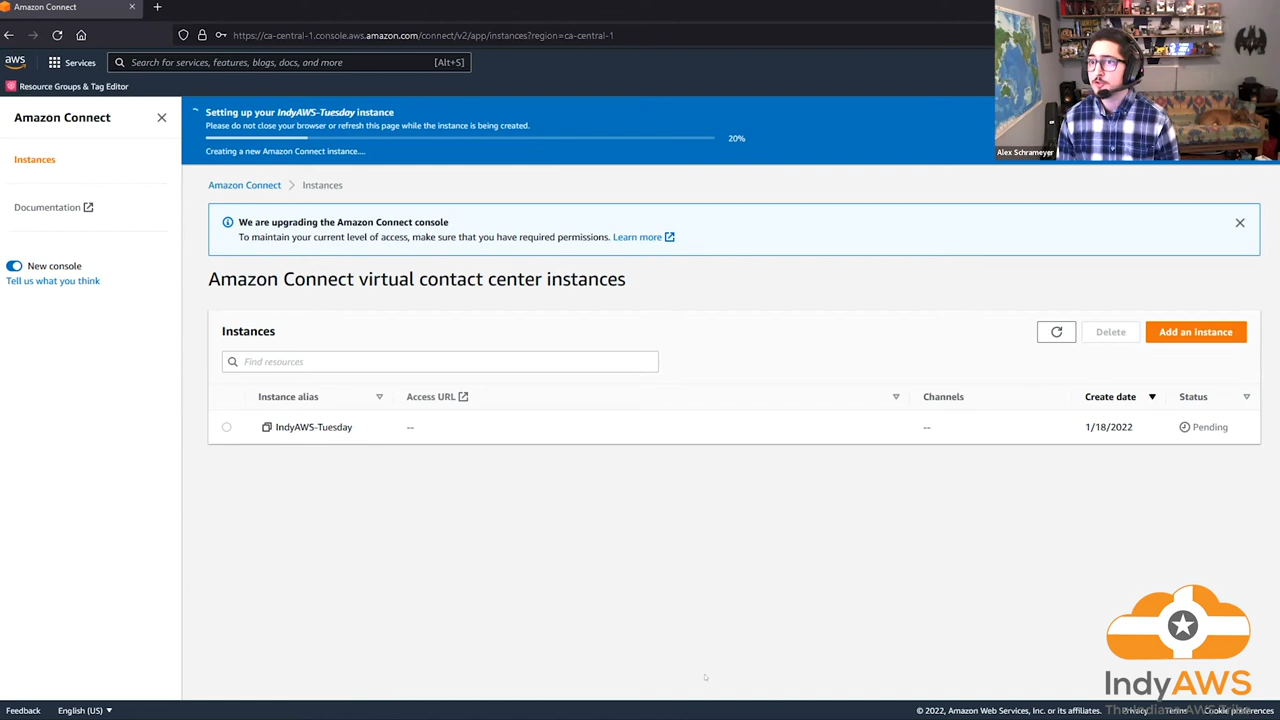 Amazon Connect
https://ca-central-1.console.aws.amazon.com/connect/v2/app/instances?region=ca-central-1
aws
Services
Search for services, features, blogs, docs, and more
[Alt+S]
Resource Groups & Tag Editor
Alex Schrameyer
Amazon Connect
Instances
Documentation
New console
Tell us what you think
Setting up your IndyAWS-Tuesday instance
Please do not close your browser or refresh this page while the instance is being created.
20%
Creating a new Amazon Connect instance....
Amazon Connect > Instances
We are upgrading the Amazon Connect console
To maintain your current level of access, make sure that you have required permissions. Learn more
Amazon Connect virtual contact center instances
Instances
Delete
Add an instance
Find resources
Instance alias
Access URL
Channels
Create date
Status
IndyAWS-Tuesday
--
--
1/18/2022
Pending
IndyAWS
The Indiana AWS Tribe
Feedback
English (US)
© 2022, Amazon Web Services, Inc. or its affiliates.
Privacy
Terms
Cookie preferences